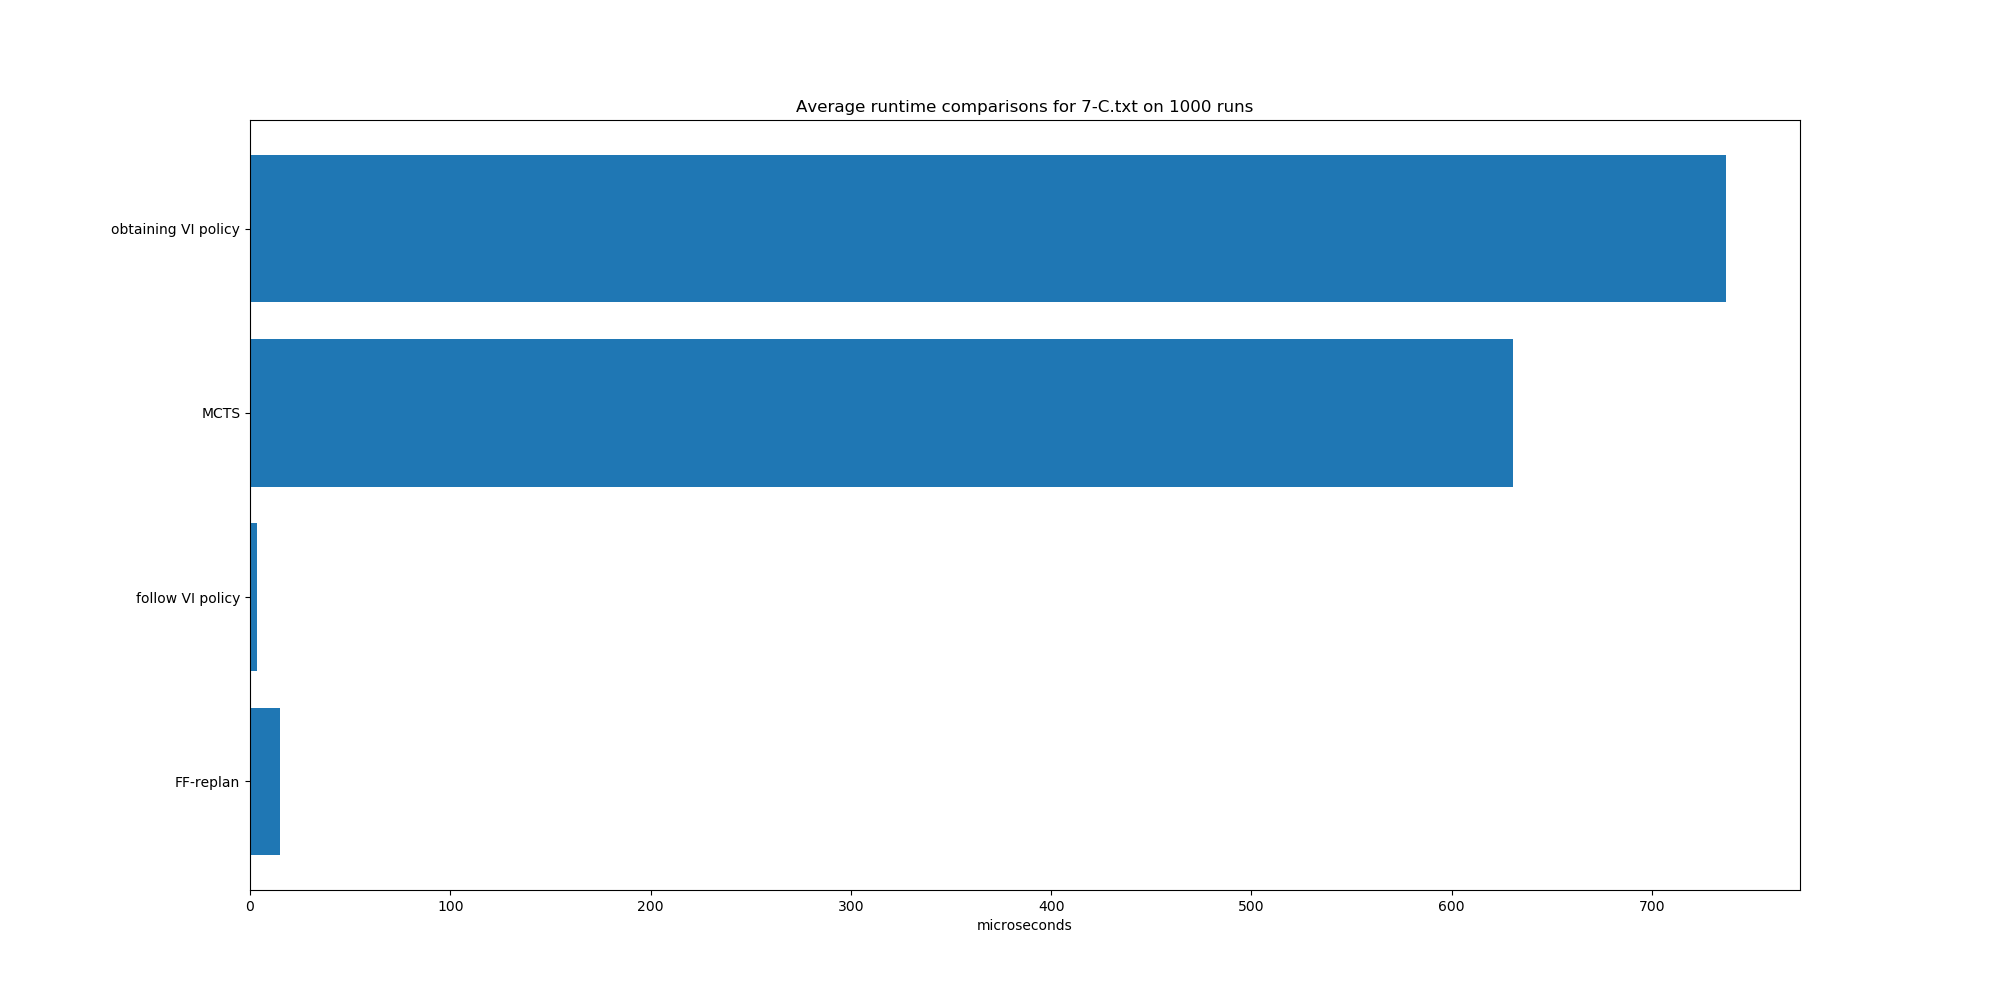 Average runtime comparisons for 7-C.txt on 1000 runs
obtaining VI policy
MCTS
follow VI policy
FF-replan
0 100 200 300 400 500 600 700
microseconds